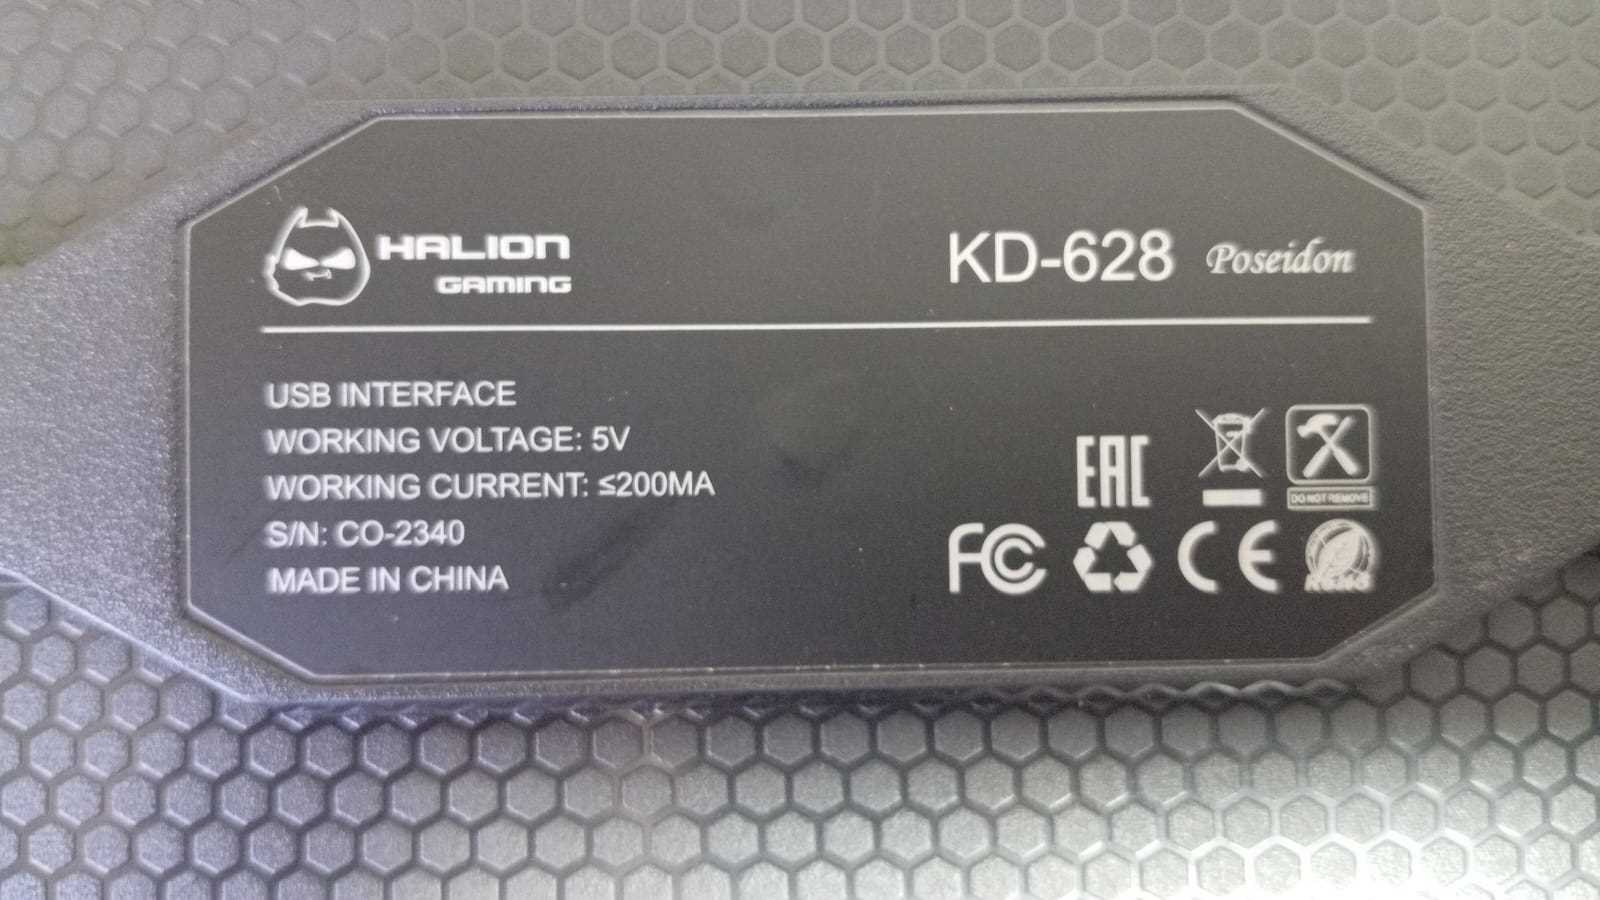 HALION
GAMING
KD-628 Poseidon
USB INTERFACE
WORKING VOLTAGE: 5V
WORKING CURRENT: ≤200MA
S/N: CO-2340
MADE IN CHINA
EAC
DO NOT REMOVE
FC CE